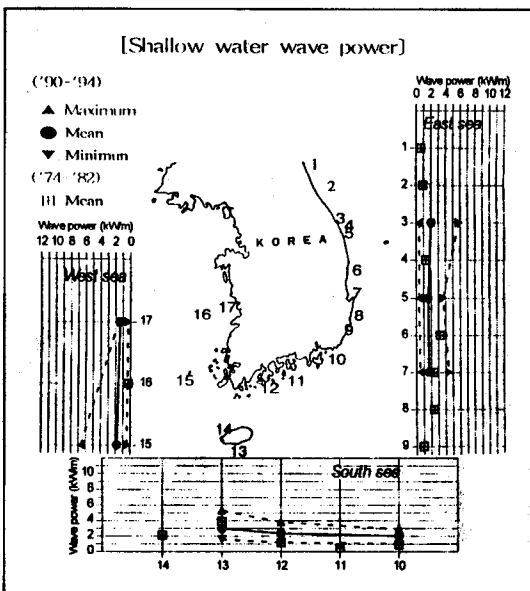 [Shallow water wave power]
('90-'94)
▲ Maximum
● Mean
▼ Minimun
('74-'82)
Mean
Wave power (kW/m)
0 2 4 6 8 10 12
East sea
1
2
3
4
5
6
7
8
9
Wave power (kW/m)
12 10 8 6 4 2 0
West sea
17
16
15
KOREA
1
2
3
4
5
6
7
8
9
10
11
12
13
14
15
16
17
South sea
Wave power (kW/m)
10
8
6
4
2
0
14 13 12 11 10